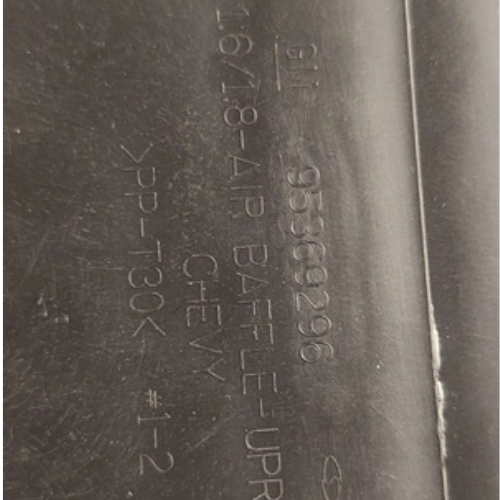 GM 95369296
1.6/1.8-AIR BAFFLE-UPR
CHEVY
>PP-T30< #1-2